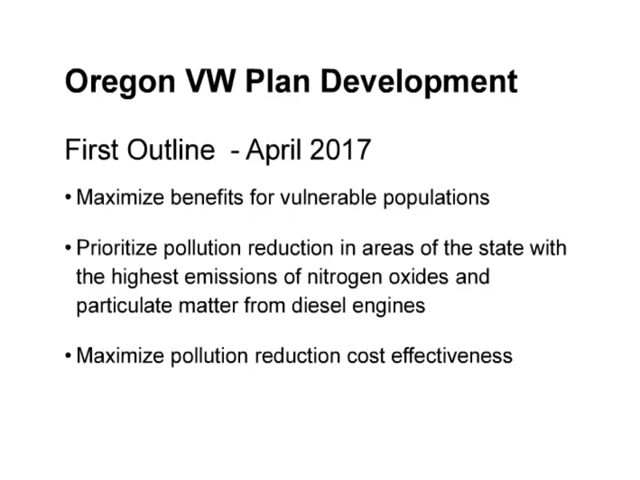 Oregon VW Plan Development
First Outline - April 2017
• Maximize benefits for vulnerable populations
• Prioritize pollution reduction in areas of the state with
the highest emissions of nitrogen oxides and
particulate matter from diesel engines
• Maximize pollution reduction cost effectiveness